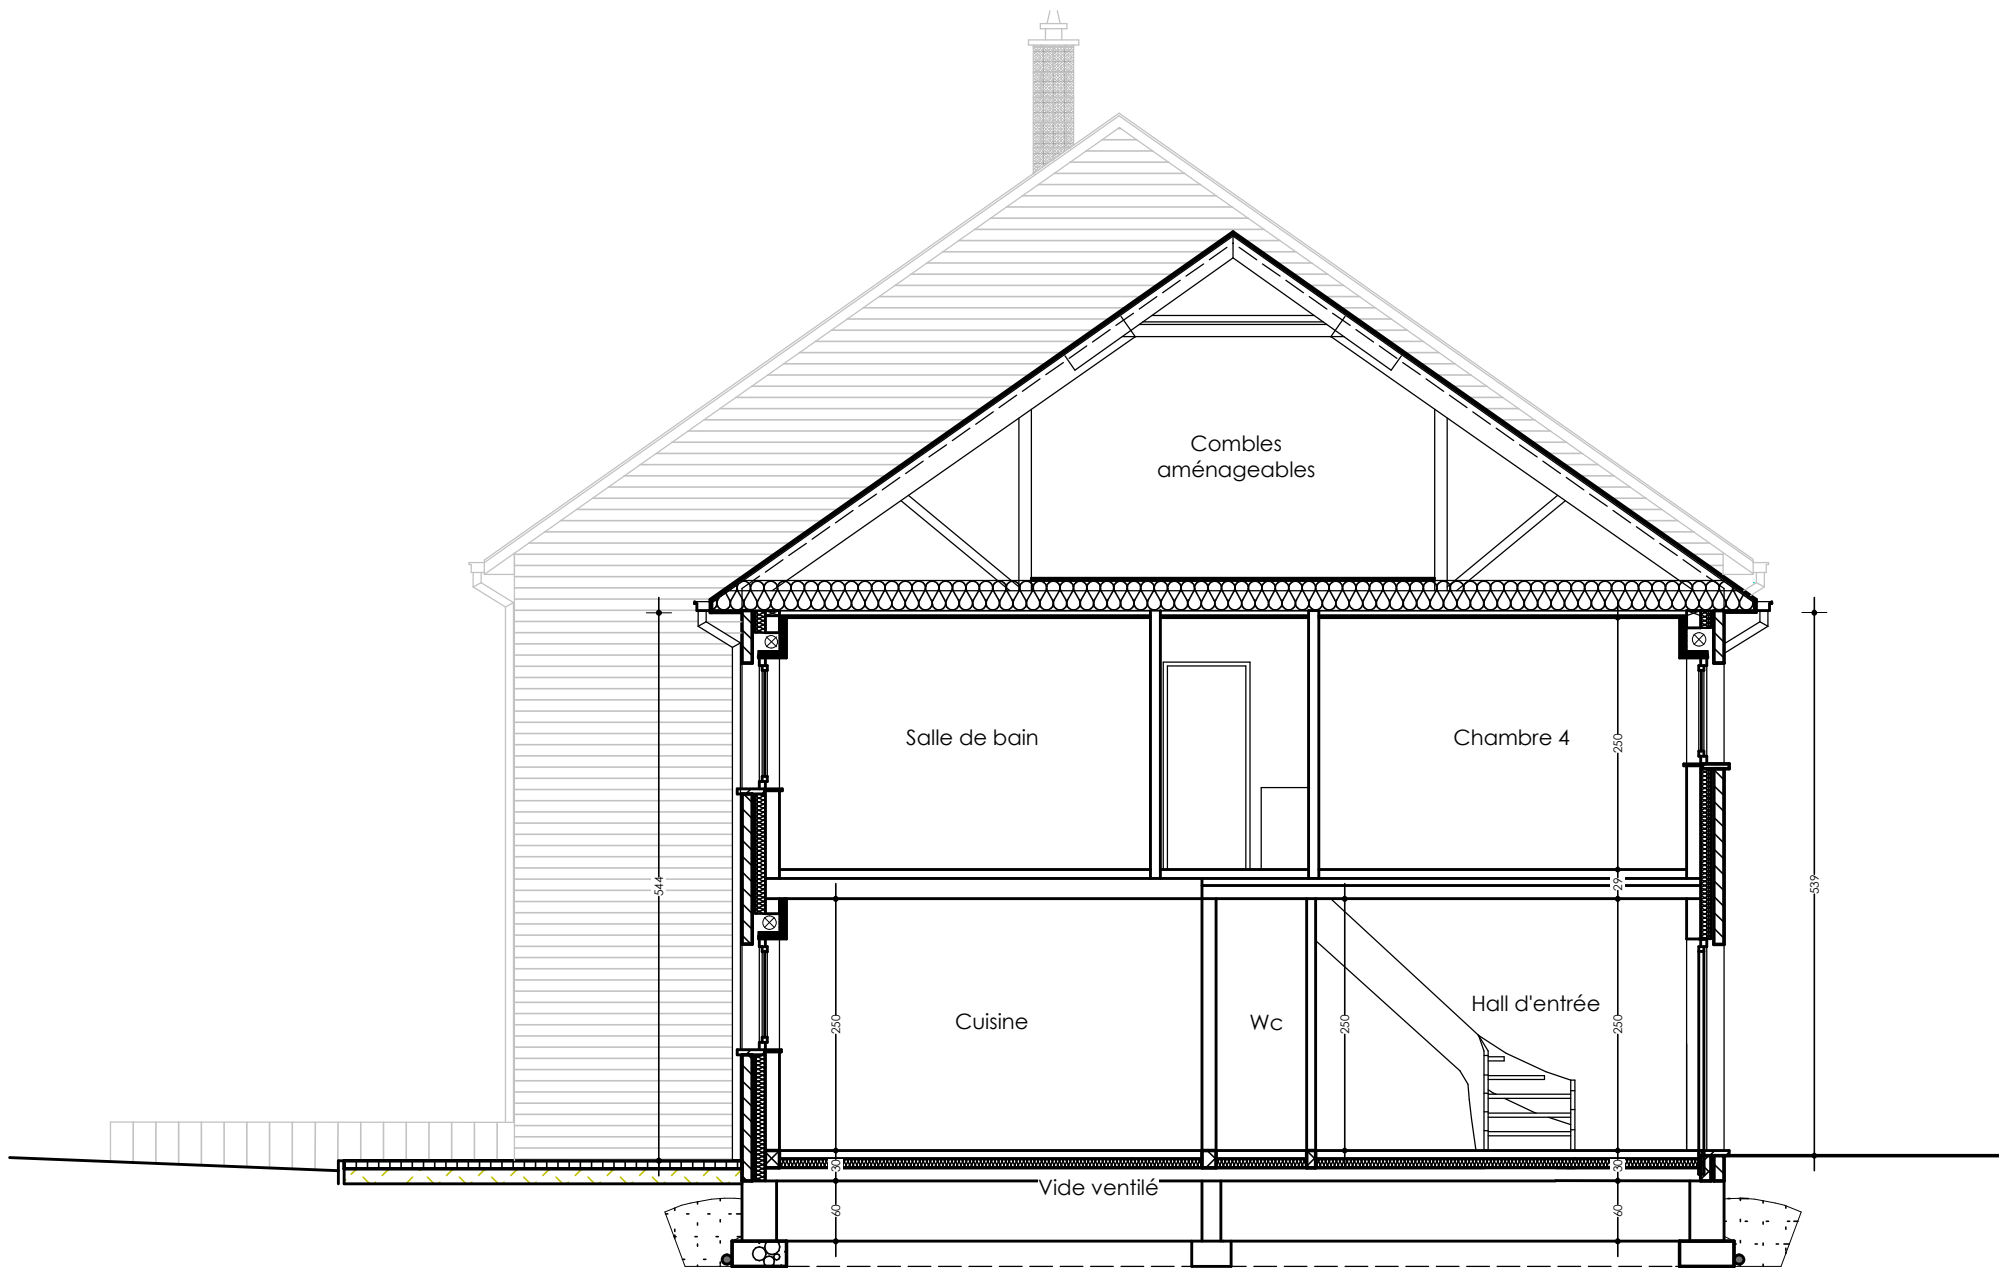 Combles
aménageables
Salle de bain
Chambre 4
250
544
29
539
Cuisine
Wc
Hall d'entrée
250
250
250
30
30
Vide ventilé
60
60